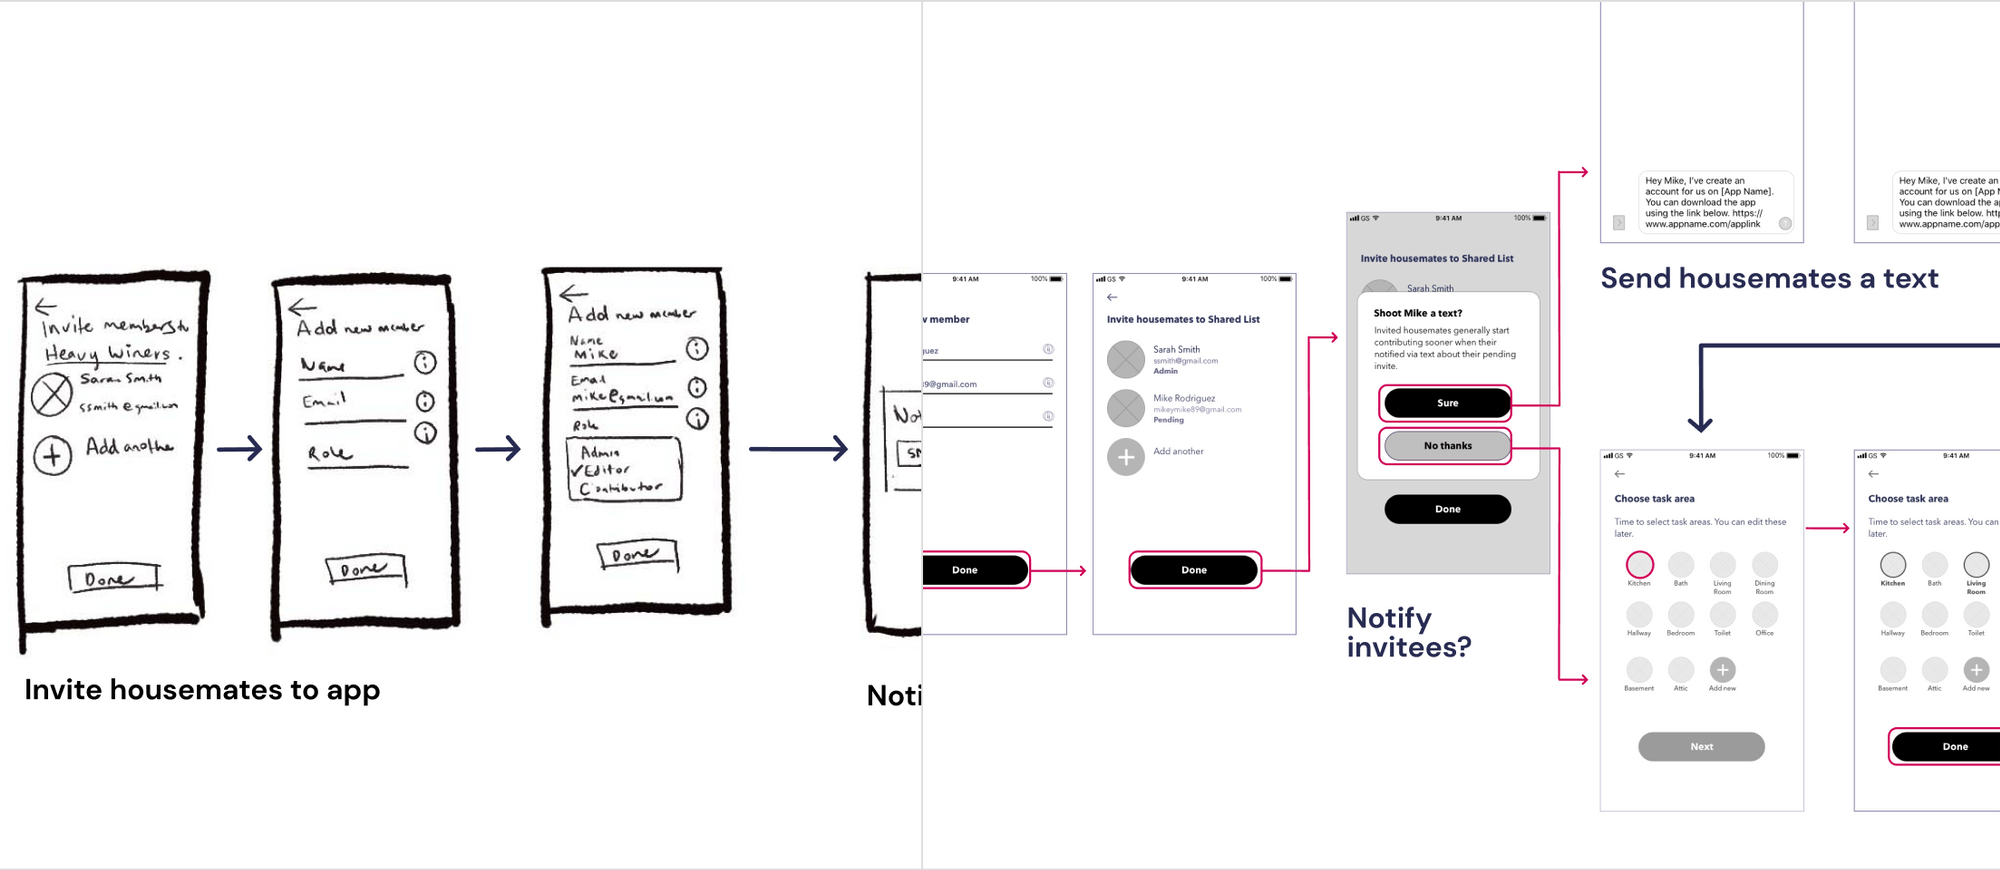 Invite members to
Heavy Winers.
Sarah Smith
ssmith@gmail.com
Add another
Done
Invite housemates to app
Add new member
Name
Email
Role
Done
Add new member
Name
Mike
Email
mike@gmail.com
Role
Admin
✓Editor
Contributor
Done
Not
Noti
9:41 AM 100%
w member
guez
39@gmail.com
Done
GS 9:41 AM 100%
Invite housemates to Shared List
Sarah Smith
ssmith@gmail.com
Admin
Mike Rodriguez
mikeymike89@gmail.com
Pending
Add another
Done
GS 9:41 AM 100%
Invite housemates to Shared List
Sarah Smith
Shoot Mike a text?
Invited housemates generally start
contributing sooner when their
notified via text about their pending
invite.
Sure
No thanks
Done
Notify
invitees?
Hey Mike, I've create an
account for us on [App Name].
You can download the app
using the link below. https://
www.appname.com/applink
Hey Mike, I've create an
account for us on [App N
You can download the ap
using the link below. http
www.appname.com/app
Send housemates a text
GS 9:41 AM 100%
Choose task area
Time to select task areas. You can edit these
later.
Kitchen Bath Living Room Dining Room
Hallway Bedroom Toilet Office
Basement Attic Add new
Next
GS 9:41 AM
Choose task area
Time to select task areas. You can
later.
Kitchen Bath Living Room
Hallway Bedroom Toilet
Basement Attic Add new
Done